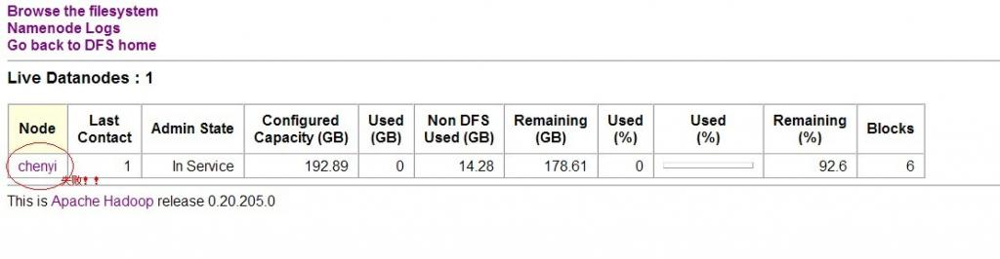 Browse the filesystem
Namenode Logs
Go back to DFS home
Live Datanodes : 1
Node Last Contact Admin State Configured Capacity (GB) Used (GB) Non DFS Used (GB) Remaining (GB) Used (%) Used (%) Remaining (%) Blocks
chenyi 1 In Service 192.89 0 14.28 178.61 0 92.6 6
失败！！
This is Apache Hadoop release 0.20.205.0